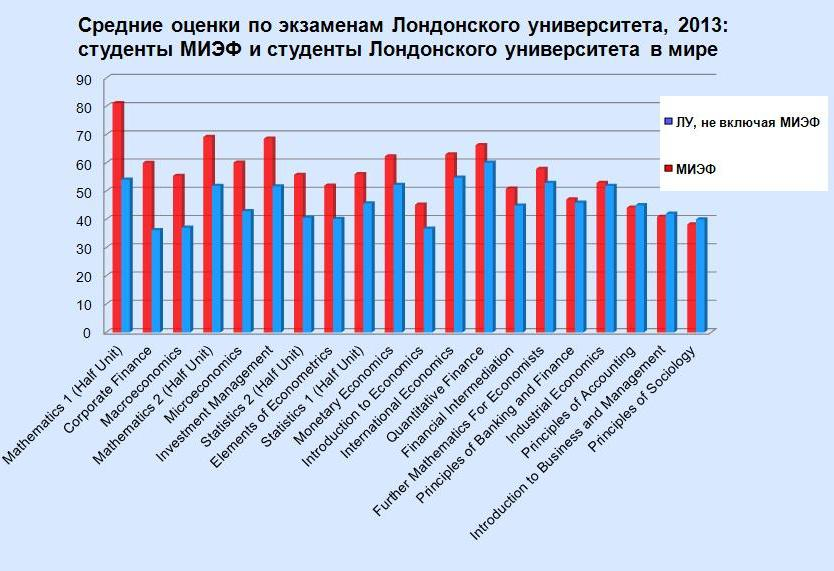 Средние оценки по экзаменам Лондонского университета, 2013:
студенты МИЭФ и студенты Лондонского университета в мире
90
80
70
60
50
40
30
20
10
0
ЛУ, не включая МИЭФ
МИЭФ
Mathematics 1 (Half Unit)
Corporate Finance
Macroeconomics
Mathematics 2 (Half Unit)
Microeconomics
Investment Management
Statistics 2 (Half Unit)
Elements of Econometrics
Statistics 1 (Half Unit)
Monetary Economics
Introduction to Economics
International Economics
Quantitative Finance
Financial Intermediation
Further Mathematics For Economists
Principles of Banking and Finance
Industrial Economics
Principles of Accounting
Introduction to Business and Management
Principles of Sociology